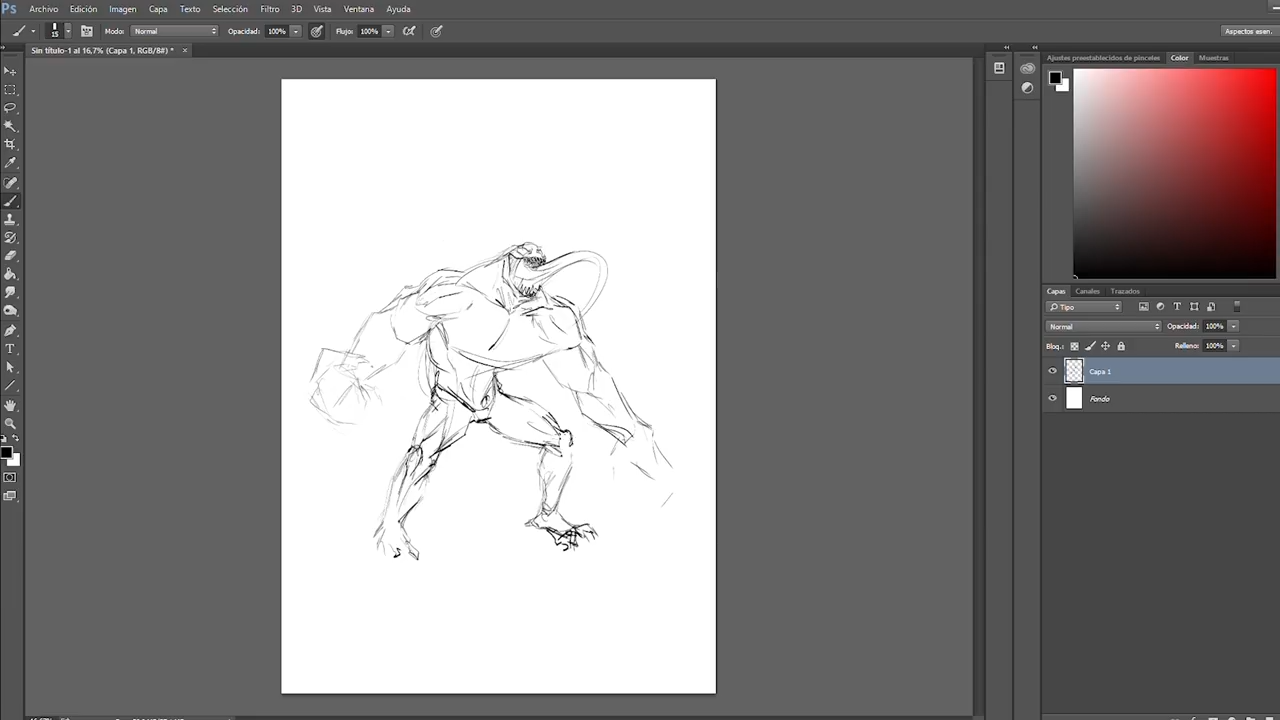 Ps Archivo Edición Imagen Capa Texto Selección Filtro 3D Vista Ventana Ayuda
15 Modo: Normal Opacidad: 100% Flujo: 100% Aspectos esen.
Sin título-1 al 16,7% (Capa 1, RGB/8#) * ×
Ajustes preestablecidos de pinceles Color Muestras
Capas Canales Trazados
Tipo
Normal Opacidad: 100%
Bloq.: Relleno: 100%
Capa 1
Fondo